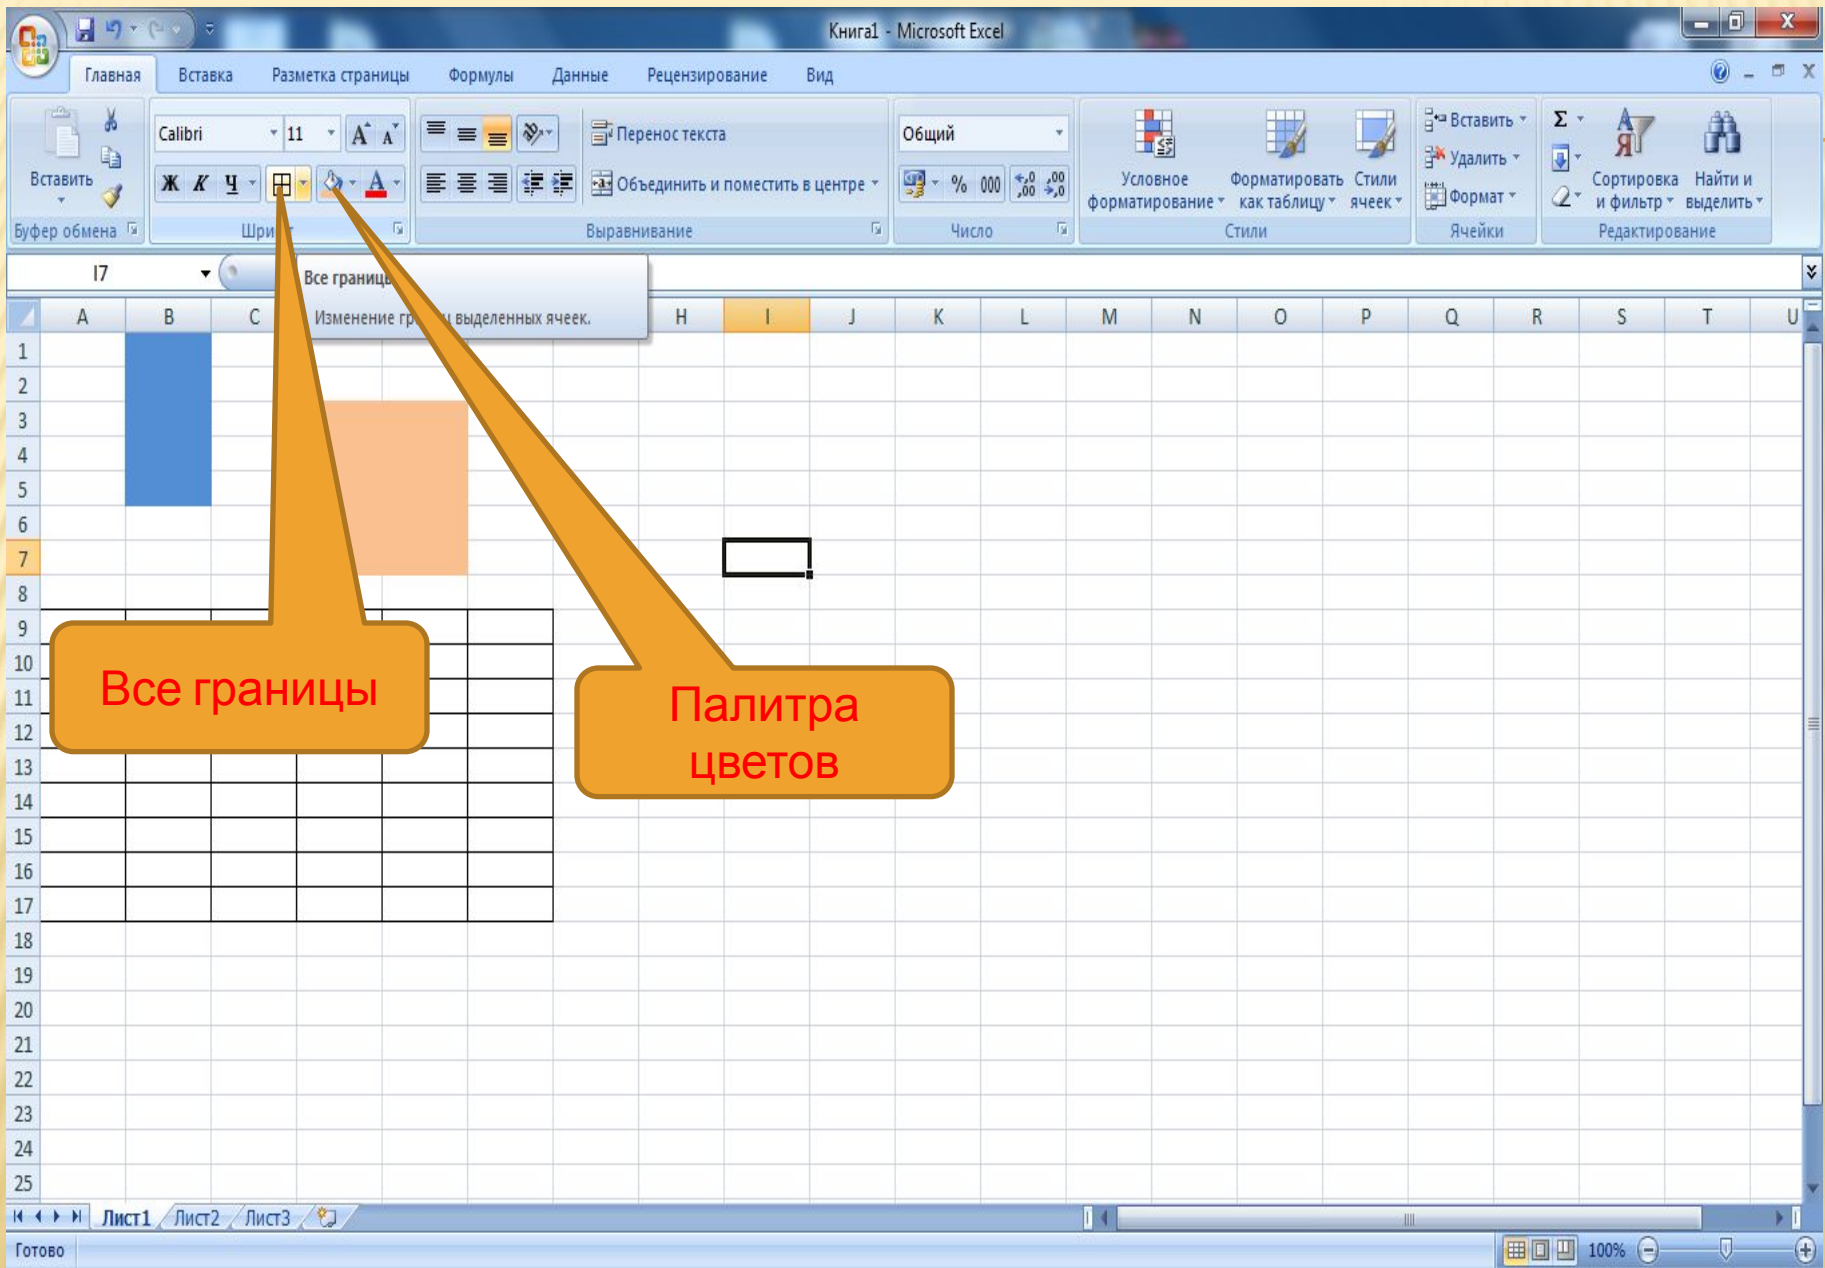 Книга1 - Microsoft Excel
Главная Вставка Разметка страницы Формулы Данные Рецензирование Вид
Вставить
Calibri 11
Ж К Ч
Перенос текста
Объединить и поместить в центре
Общий
% 000
Условное форматирование
Форматировать как таблицу
Стили ячеек
Вставить
Удалить
Формат
Σ
Сортировка и фильтр
Найти и выделить
Буфер обмена Выравнивание Число Стили Ячейки Редактирование
I7
Все границы
Изменение выделенных ячеек.
A B C H I J K L M N O P Q R S T U
1
2
3
4
5
6
7
8
9
10
11
12
13
14
15
16
17
18
19
20
21
22
23
24
25
Все границы
Палитра
цветов
Лист1 Лист2 Лист3
Готово 100%